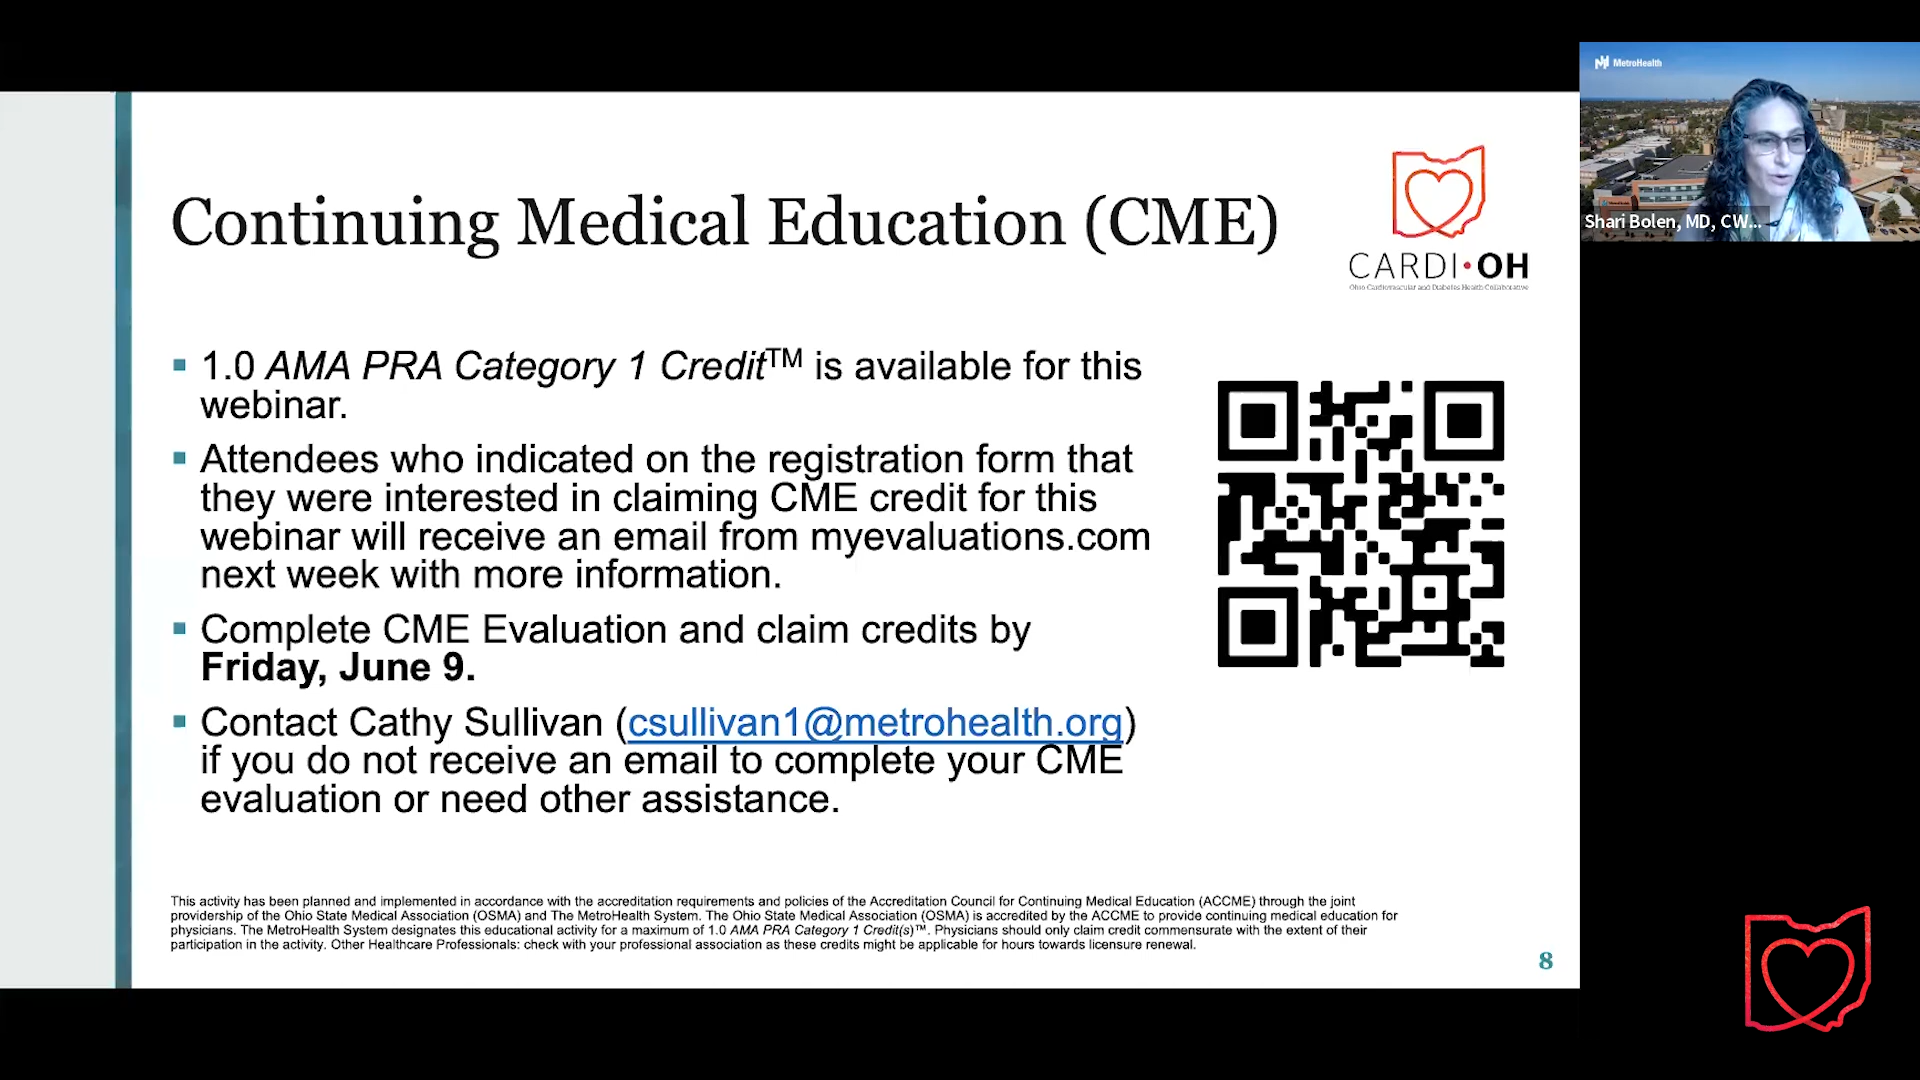 MetroHealth
Shari Bolen, MD, CW...
Continuing Medical Education (CME)
CARDI•OH
Ohio Cardiovascular and Diabetes Health Collaborative
1.0 AMA PRA Category 1 Credit™ is available for this
webinar.
Attendees who indicated on the registration form that
they were interested in claiming CME credit for this
webinar will receive an email from myevaluations.com
next week with more information.
Complete CME Evaluation and claim credits by
Friday, June 9.
Contact Cathy Sullivan (csullivan1@metrohealth.org)
if you do not receive an email to complete your CME
evaluation or need other assistance.
This activity has been planned and implemented in accordance with the accreditation requirements and policies of the Accreditation Council for Continuing Medical Education (ACCME) through the joint
providership of the Ohio State Medical Association (OSMA) and The MetroHealth System. The Ohio State Medical Association (OSMA) is accredited by the ACCME to provide continuing medical education for
physicians. The MetroHealth System designates this educational activity for a maximum of 1.0 AMA PRA Category 1 Credit(s)™. Physicians should only claim credit commensurate with the extent of their
participation in the activity. Other Healthcare Professionals: check with your professional association as these credits might be applicable for hours towards licensure renewal.
8